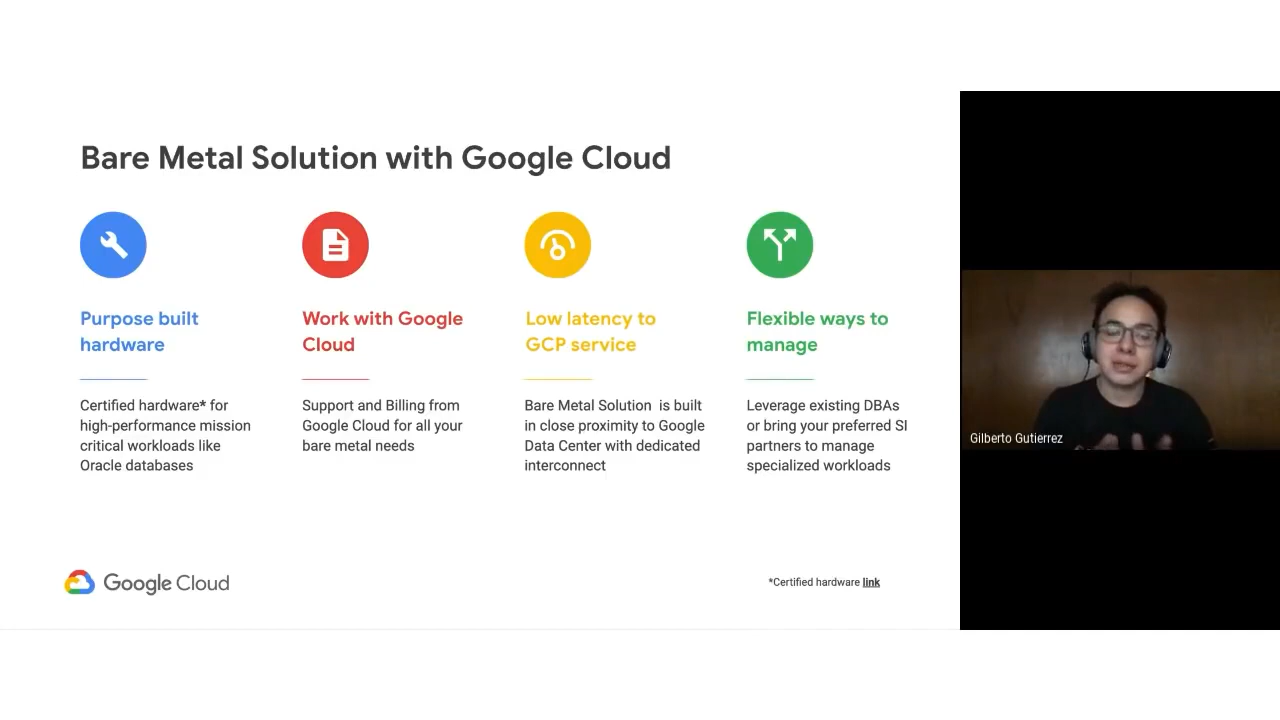 Bare Metal Solution with Google Cloud
Purpose built
hardware
Certified hardware* for
high-performance mission
critical workloads like
Oracle databases
Work with Google
Cloud
Support and Billing from
Google Cloud for all your
bare metal needs
Low latency to
GCP service
Bare Metal Solution  is built
in close proximity to Google
Data Center with dedicated
interconnect
Flexible ways to
manage
Leverage existing DBAs
or bring your preferred SI
partners to manage
specialized workloads
Gilberto Gutierrez
Google Cloud
*Certified hardware link